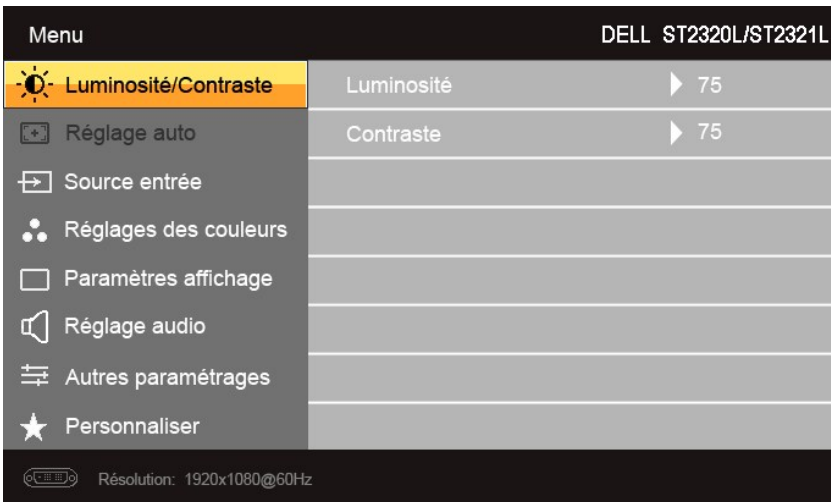 Menu DELL ST2320L/ST2321L
Luminosité/Contraste Luminosité 75
Réglage auto Contraste 75
Source entrée
Réglages des couleurs
Paramètres affichage
Réglage audio
Autres paramétrages
Personnaliser
Résolution: 1920x1080@60Hz